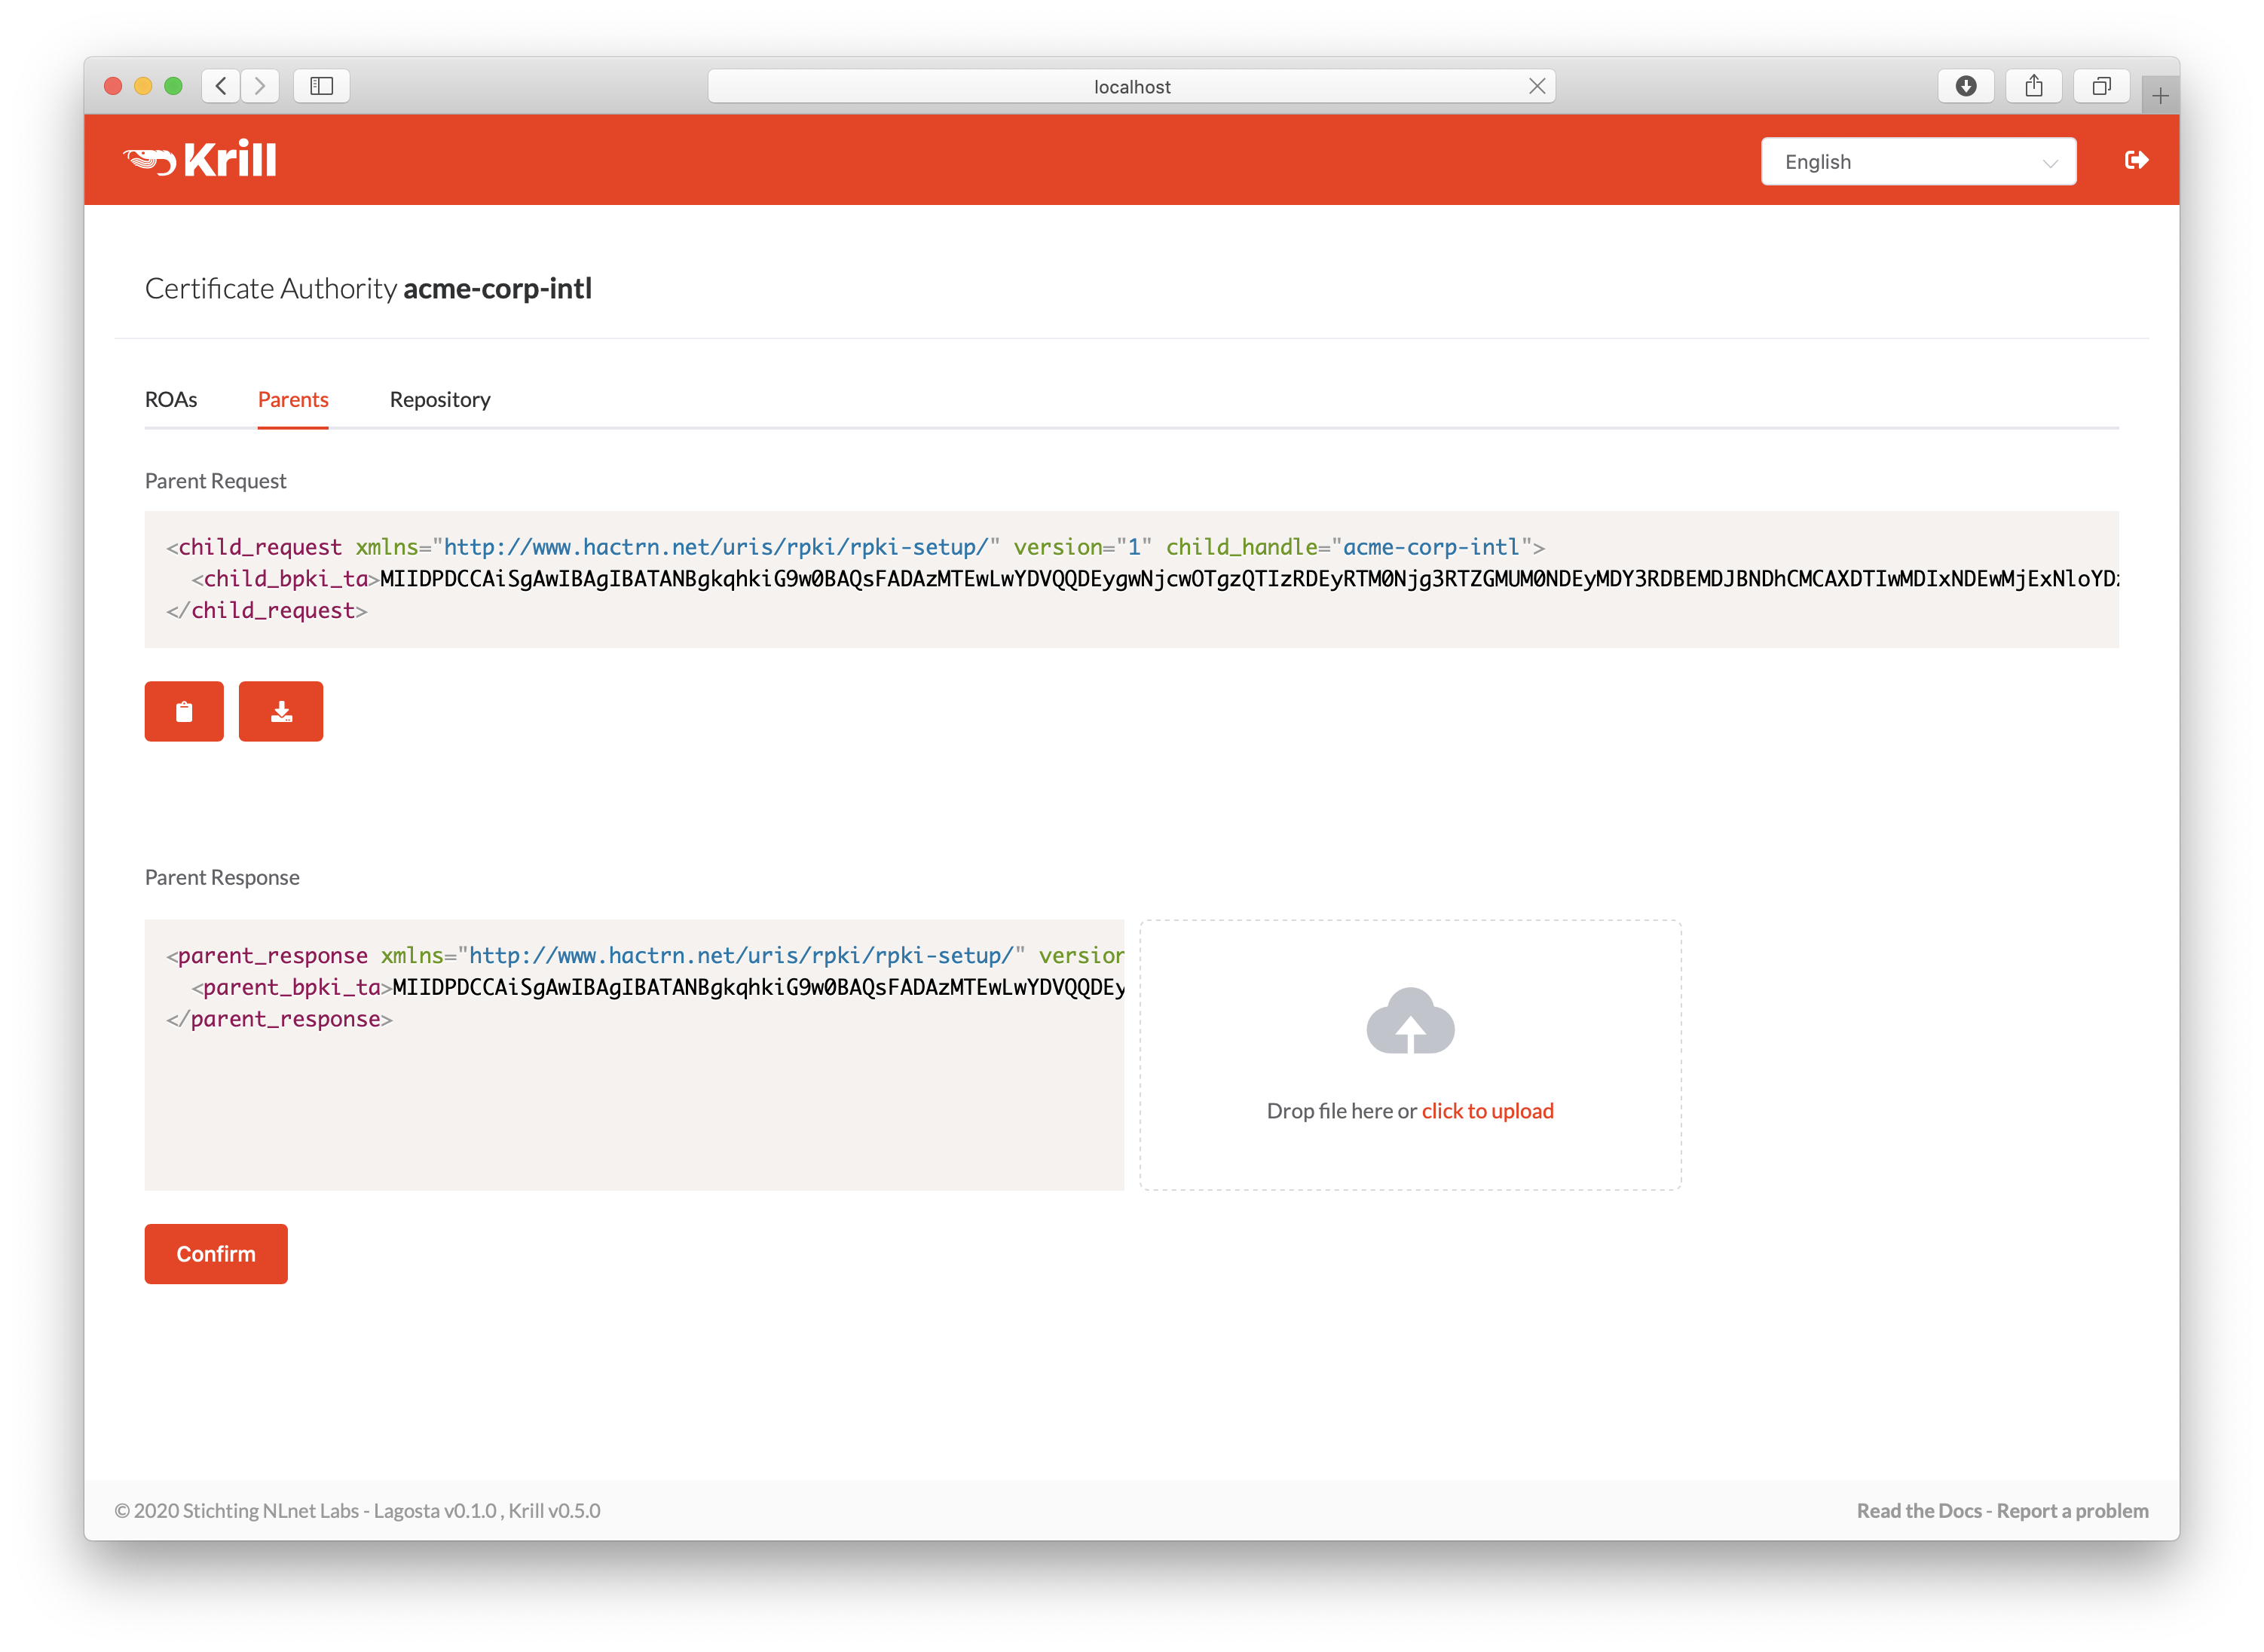 localhost
Krill
English
Certificate Authority acme-corp-intl
ROAs Parents Repository
Parent Request
<child_request xmlns="http://www.hactrn.net/uris/rpki/rpki-setup/" version="1" child_handle="acme-corp-intl">
<child_bpki_ta>MIIDPDCCAiSgAwIBAgIBATANBgkqhkiG9w0BAQsFADAzMTEwLwYDVQQDEygwNjcwOTgzQTIzRDEyRTM0Njg3RTZGMUM0NDEyMDY3RDBEMDJBNDhCMCAXDTIwMDIxNDEwMjExNloYDz
</child_request>
Parent Response
<parent_response xmlns="http://www.hactrn.net/uris/rpki/rpki-setup/" version
<parent_bpki_ta>MIIDPDCCAiSgAwIBAgIBATANBgkqhkiG9w0BAQsFADAzMTEwLwYDVQQDEy
</parent_response>
Drop file here or click to upload
Confirm
© 2020 Stichting NLnet Labs - Lagosta v0.1.0 , Krill v0.5.0
Read the Docs - Report a problem